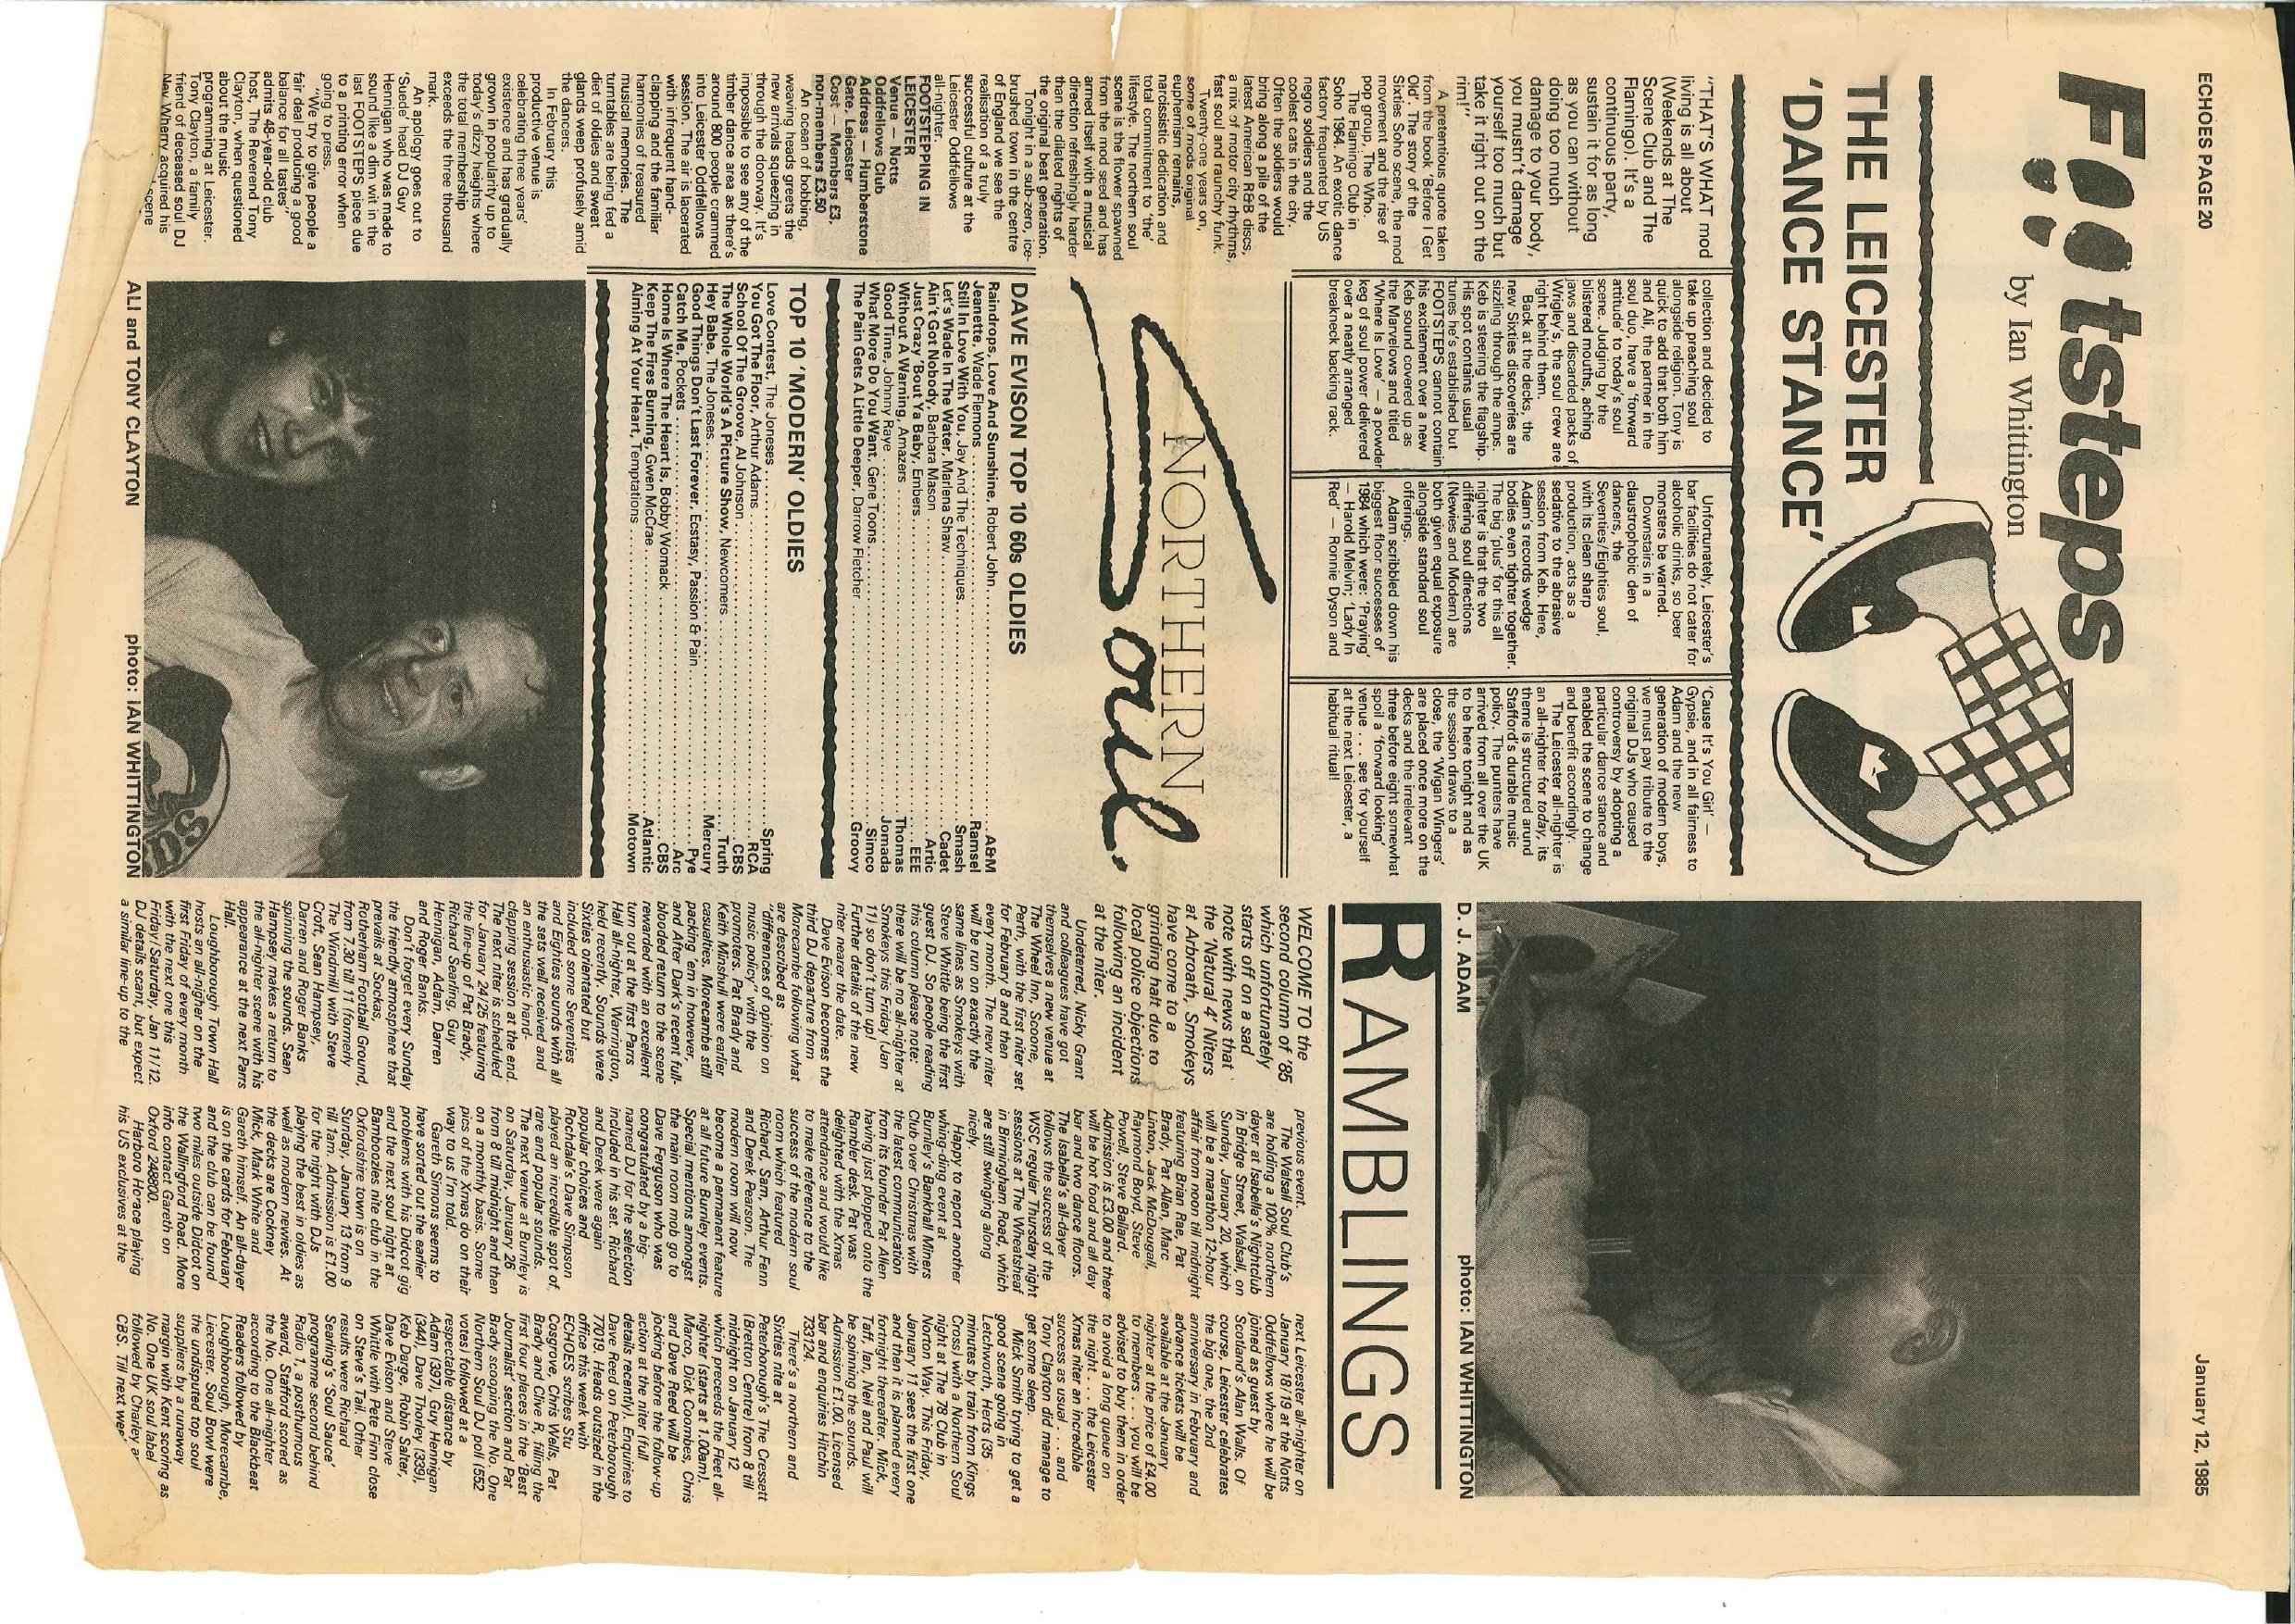 ECHOES PAGE 20
January 12, 1985
Footsteps
by Ian Whittington
THE LEICESTER
'DANCE STANCE'
"THAT'S WHAT mod
living is all about
(Weekends at The
Scene Club and The
Flamingo). It's a
continuous party,
sustain it for as long
as you can without
doing too much
damage to your body,
you mustn't damage
yourself too much but
take it right out on the
rim!"
A pretentious quote taken
from the book 'Before I Get
Old'. The story of the
Sixties Soho scene, the mod
movement and the rise of
pop group, The Who.
The Flamingo Club in
Soho 1964. An exotic dance
factory frequented by US
negro soldiers and the
coolest cats in the city.
Often the soldiers would
bring along a pile of the
latest American R&B discs,
a mix of motor city rhythms,
fast soul and raunchy funk.
Twenty-one years on,
some of mods original
euphemism remains,
narcissistic dedication and
total commitment to 'the'
lifestyle. The northern soul
scene is the flower spawned
from the mod seed and has
armed itself with a musical
direction refreshingly harder
than the dilated nights of
the original beat generation.
Tonight in a sub-zero, ice-
brushed town in the centre
of England we see the
realisation of a truly
successful culture at the
Leicester Oddfellows
all-nighter.
FOOTSTEPPING IN
LEICESTER
Venue — Notts
Oddfellows Club
Address — Humberstone
Gate, Leicester
Cost — Members £3,
non-members £3.50
An ocean of bobbing,
weaving heads greets the
new arrivals squeezing in
through the doorway. It's
impossible to see any of the
timber dance area as there's
around 800 people crammed
into Leicester Oddfellows
session. The air is lacerated
with infrequent hand-
clapping and the familiar
harmonies of treasured
musical memories. The
turntables are being fed a
diet of oldies and sweat
glands weep profusely amid
the dancers.
In February this
productive venue is
celebrating three years'
existence and has gradually
grown in popularity up to
today's dizzy heights where
the total membership
exceeds the three thousand
mark.
An apology goes out to
'Suede' head DJ Guy
Hennigan who was made to
sound like a dim wit in the
last FOOTSTEPS piece due
to a printing error when
going to press.
"We try to give people a
fair deal producing a good
balance for all tastes",
admits 48-year-old club
host, The Reverend Tony
Clayton, when questioned
about the music
programming at Leicester.
Tony Clayton, a family
friend of deceased soul DJ
Nev Wherry acquired his
scene
collection and decided to
take up preaching soul
alongside religion. Tony is
quick to add that both him
and Ali, the partner in the
soul duo, have a 'forward
attitude' to today's soul
scene. Judging by the
blistered mouths, aching
jaws and discarded packs of
Wrigley's, the soul crew are
right behind them.
Back at the decks, the
new Sixties discoveries are
sizzling through the amps.
Keb is steering the flagship.
His spot contains usual
tunes he's established but
FOOTSTEPS cannot contain
his excitement over a new
Keb sound covered up as
the Marvelows and titled
'Where Is Love' — a powder
keg of soul power delivered
over a neatly arranged
breakneck backing rack.
Unfortunately, Leicester's
bar facilities do not cater for
alcoholic drinks, so beer
monsters be warned.
Downstairs in a
claustrophobic den of
dancers, the
Seventies/Eighties soul,
with its clean sharp
production, acts as a
sedative to the abrasive
session from Keb. Here,
Adam's records wedge
bodies even tighter together.
The big 'plus' for this all
nighter is that the two
differing soul directions
(Newies and Modern) are
both given equal exposure
alongside standard soul
offerings.
Adam scribbled down his
biggest floor successes of
1984 which were: 'Praying'
— Harold Melvin; 'Lady In
Red' — Ronnie Dyson and
'Cause It's You Girl' —
Gypsie, and in all fairness to
Adam and the new
generation of modern boys,
we must pay tribute to the
original DJs who caused
controversy by adopting a
particular dance stance and
enabled the scene to change
and benefit accordingly.
The Leicester all-nighter is
an all-nighter for today, its
theme is structured arund
Stafford's durable music
policy. The punters have
arrived from all over the UK
to be here tonight and as
the session draws to a
close, the 'Wigan Wingers'
are placed once more on the
decks and the irrelevant
three before eight somewhat
spoil a 'forward looking'
venue . . . see for yourself
at the next Leicester, a
habitual ritual!
NORTHERN
Soul.
DAVE EVISON TOP 10 60s OLDIES
Raindrops, Love And Sunshine, Robert John . . . A&M
Jeanette, Wade Flemons . . . Ramsel
Still In Love With You, Jay And The Techniques . . . Smash
Let's Wade In The Water, Marlena Shaw . . . Cadet
Ain't Got Nobody, Barbara Mason . . . Artic
Just Crazy 'Bout Ya Baby, Embers . . . EEE
Without A Warning, Amazers . . . Thomas
Good Time, Johnny Raye . . . Jomada
What More Do You Want, Gene Toons . . . Simco
The Pain Gets A Little Deeper, Darrow Fletcher . . . Groovy
TOP 10 'MODERN' OLDIES
Love Contest, The Joneses . . . Spring
You Got The Floor, Arthur Adams . . . RCA
School Of The Groove, Al Johnson . . . CBS
The Whole World's A Picture Show, Newcomers . . . Truth
Hey Babe, The Joneses . . . Mercury
Good Things Don't Last Forever, Ecstasy, Passion & Pain . . . Pye
Catch Me, Pockets . . . Arc
Home Is Where The Heart Is, Bobby Womack . . . CBS
Keep The Fires Burning, Gwen McCrae . . . Atlantic
Aiming At Your Heart, Temptations . . . Motown
DS
ALI and TONY CLAYTON
photo: IAN WHITTINGTON
D. J. ADAM
photo: IAN WHITTINGTON
RAMBLINGS
WELCOME TO the
second column of '85
which unfortunately
starts off on a sad
note with news that
the 'Natural 4' Niters
at Arbroath, Smokeys
have come to a
grinding halt due to
local police objections
following an incident
at the niter.
Undeterred, Nicky Grant
and colleagues have got
themselves a new venue at
The Wheel Inn, Scoone,
Perth, with the first niter set
for February 8 and then
every month. The new niter
will be run on exactly the
same lines as Smokeys with
Steve Whittle being the first
guest DJ. So people reading
this column please note:
there will be no all-nighter at
Smokeys this Friday (Jan
11) so don't turn up!
Further details of the new
niter nearer the date.
Dave Evison becomes the
third DJ departure from
Morecambe following what
are described as
"differences of opinion on
music policy" with the
promoters. Pat Brady and
Keith Minshull were earlier
casualties. Morecambe still
packing 'em in however,
and After Dark's recent full-
blooded return to the scene
rewarded with an excellent
turn out at the first Parrs
Hall all-nighter, Warrington,
held recently. Sounds were
Sixties orientated but
included some Seventies
and Eighties sounds with all
the sets wall received and
an enthusiastic hand-
clapping session at the end.
The next niter is scheduled
for January 24/25 featuring
the line-up of Pat Brady,
Richard Searling, Guy
Hennigan, Adam, Darren
and Roger Banks.
Don't forget every Sunday
the friendly atmosphere that
prevails at Sockas,
Rotherham Football Ground,
from 7.30 till 11 (formerly
The Windmill) with Steve
Croft, Sean Hampsey,
Darren and Roger Banks
spinning the sounds. Sean
Hampsey makes a return to
the all-nighter scene with his
appearance at the next Parrs
Hall.
Loughborough Town Hall
hosts an all-nigher on the
first Friday of every month
with the next one this
Friday/Saturday, Jan 11/12.
DJ details scant, but expect
a similar line-up to the
previous event.
The Walsall Soul Club's
are holding a 100% northern
dayer at Isabella's Nightclub
in Bridge Street, Walsall, on
Sunday, January 20, which
will be a marathon 12-hour
affair from noon till midnight
featuring Brian Rae, Pat
Brady, Pat Allen, Marc
Linton, Jack McDougall,
Raymond Boyd, Steve
Powell, Steve Ballard.
Admission is £3.00 and there
will be hot food and all day
bar and two dance floors.
The Isabella's all-dayer
follows the success of the
WSC regular Thursday night
sessions at The Wheatsheaf
in Birmingham Road, which
are still swinging along
nicely.
Happy to report another
whing-ding event at
Burnley's Bankhall Miners
Club over Christmas with
the latest communication
from its founder Pat Allen
having just plopped onto the
Rambler desk. Pat was
delighted with the Xmas
attendance and would like
to make reference to the
success of the modern soul
room which featured
Richard, Sam, Arthur Fenn
and Derek Pearson. The
modern room will now
become a permanent feature
at all future Burnley events.
Special mentions amongst
the main room mob go to
Dave Ferguson who was
congratulated by a big-
named DJ for the selection
included in his set. Richard
and Derek were again
popular choices and
Rochdale's Dave Simpson
played an incredible spot of
rare and popular sounds.
The next venue at Burnley is
on Saturday, January 26
from 8 till midnight and than
on a monthly basis. Some
pics of the Xmas do on their
way to us I'm told.
Gareth Simons seems to
have sorted out the earlier
problems with his Didcot gig
and the next soul night at
Bamboozles nite club in the
Oxfordshire town is on
Sunday, January 13 from 9
till 1am. Admission is £1.00
for the night with DJs
playing the best in oldies as
well as modern newies. At
the decks are Cockney
Mick, Mark White and
Gareth himself. An all-dayer
is on the cards for February
and the club can be found
two miles outside Didcot on
the Wallingford Road. More
info contact Gareth on
Oxford 248800.
Harboro Horace playing
his US exclusives at the
next Leicester all-nighter on
January 18/19 at the Notts
Oddfellows where he will be
joined as guest by
Scotland's Alan Walls. Of
course, Leicester celebrates
the big one, the 2nd
anniversary in February and
advance tickets will be
available at the January
nighter at the price of £4.00
to members . . . you will be
advised to buy them in order
to avoid a long queue on
the night . . . the Leicester
Xmas niter an incredible
success as usual . . . and
Tony Clayton did manage to
get some sleep.
Mick Smith trying to get a
good scene going in
Letchworth, Herts (35
minutes by train from Kings
Cross) with a Northern Soul
night at The 78 Club in
Norton Way. This Friday,
January 11 sees the first one
and then it is planned every
fortnight thereafter. Mick,
Taff, Ian, Neil and Paul will
be spinning the sounds.
Admission £1.00. Licensed
bar and enquiries Hitchin
733124.
There's a northern and
Sixties nite at
Peterborough's The Cressett
(Bretton Centre) from 8 till
midnight on January 12
which preceeds the Fleet all-
nighter (starts at 1.00am).
Marco, Dick Coombes, Chris
and Dave Reed will be
jocking before the follow-up
action at the niter (full
details recently). Enquiries to
Dave Reed on Peterborough
77019. Heads outsized in the
office this week with
ECHOES scribes Stu
Cosgrove, Chris Wells, Pat
Brady and Clive R, filling the
first four places in the 'Best
Journalist' section and Pat
Brady scooping the No. One
Northern Soul DJ poll (552
votes) followed at a
respectable distance by
Adam (397), Guy Hennigan
(344), Dave Thorley (339),
Keb Darge, Robin Salter,
Dave Evison and Steve
Whittle with Pete Finn close
on Steve's Tail. Other
results were Richard
Searling's 'Soul Sauce'
programme second behind
Radio 1, a posthumous
award, Stafford scored as
the No. One all-nighter
according to the Blackbeat
Readers followed by
Loughborough, Morecambe,
Liecester. Soul Bowl were
the undisputed top soul
suppliers by a runaway
margin with Kent scoring as
No. One UK soul label
followed by Charley
CBS. Till next